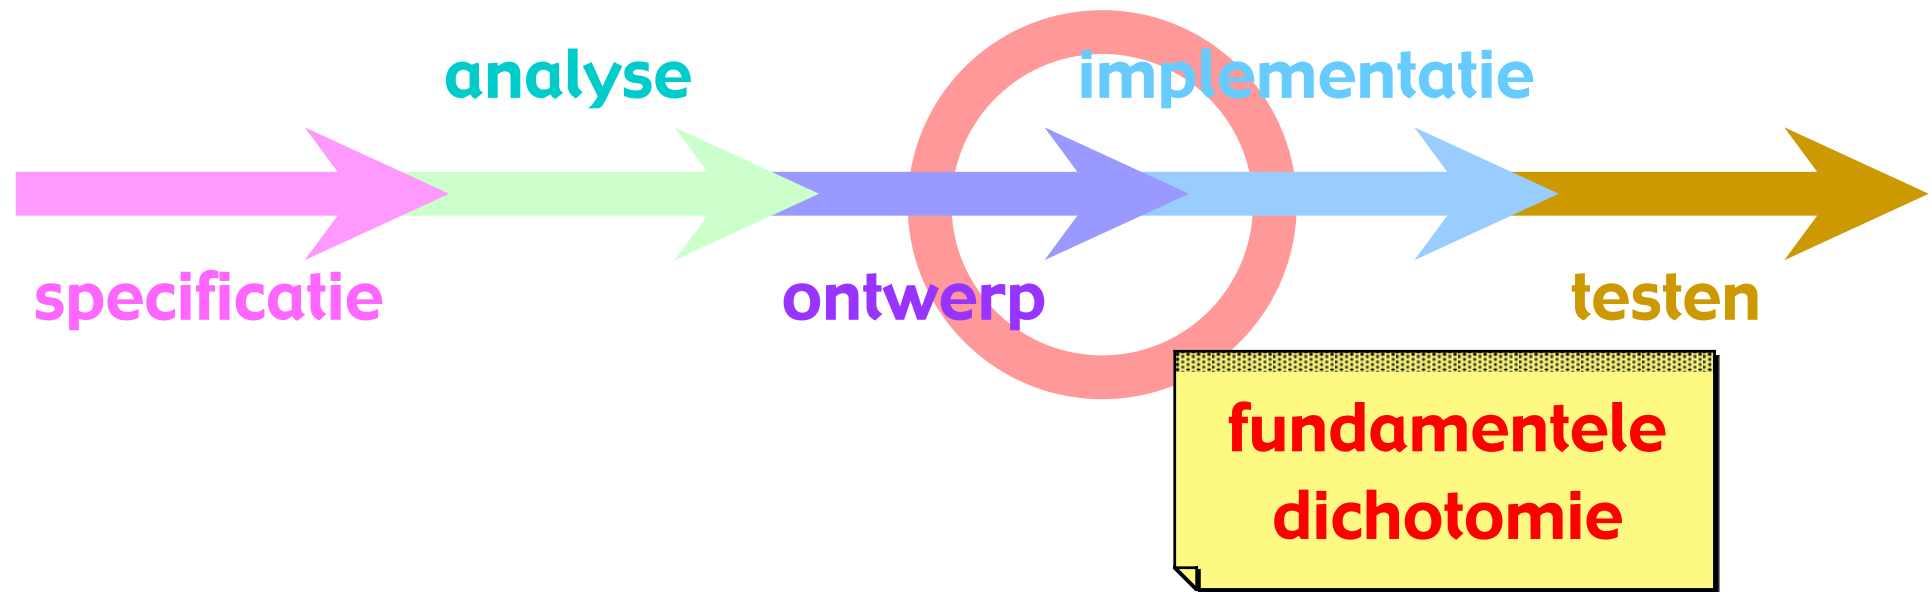 analyse
implementatie
specificatie
ontwerp
testen
fundamentele
dichotomie